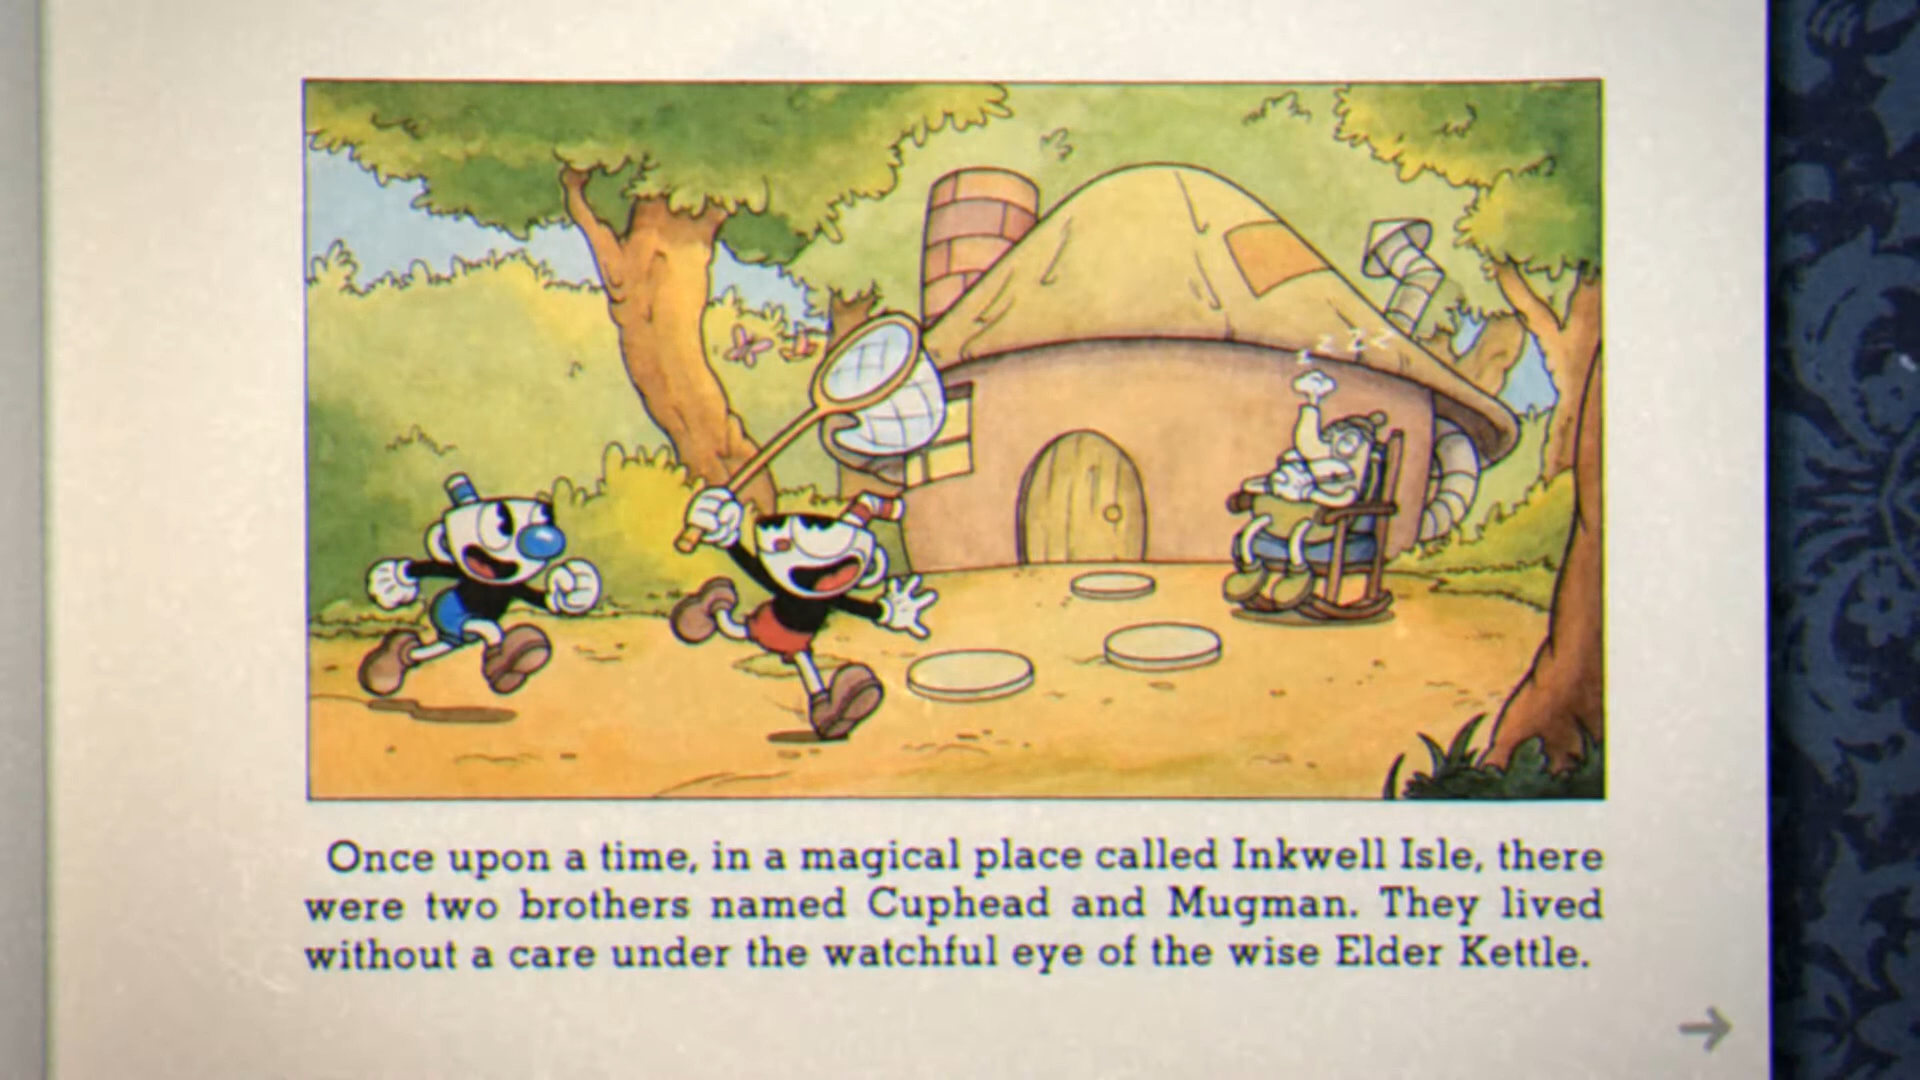 z z z z
Once upon a time, in a magical place called Inkwell Isle, there
were two brothers named Cuphead and Mugman. They lived
without a care under the watchful eye of the wise Elder Kettle.